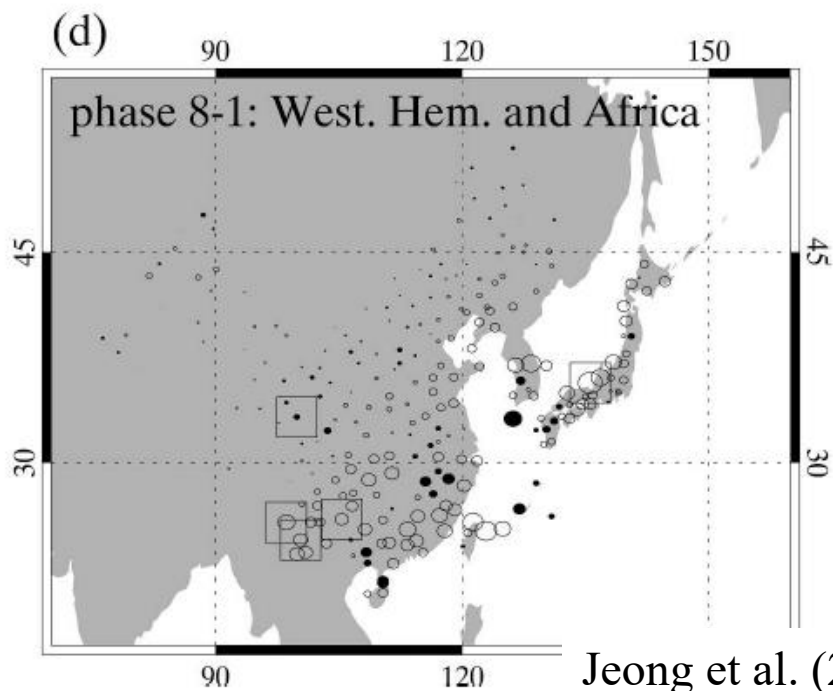 (d)
90 120 150
phase 8-1: West. Hem. and Africa
45 45
30 30
90 120
Jeong et al. (2